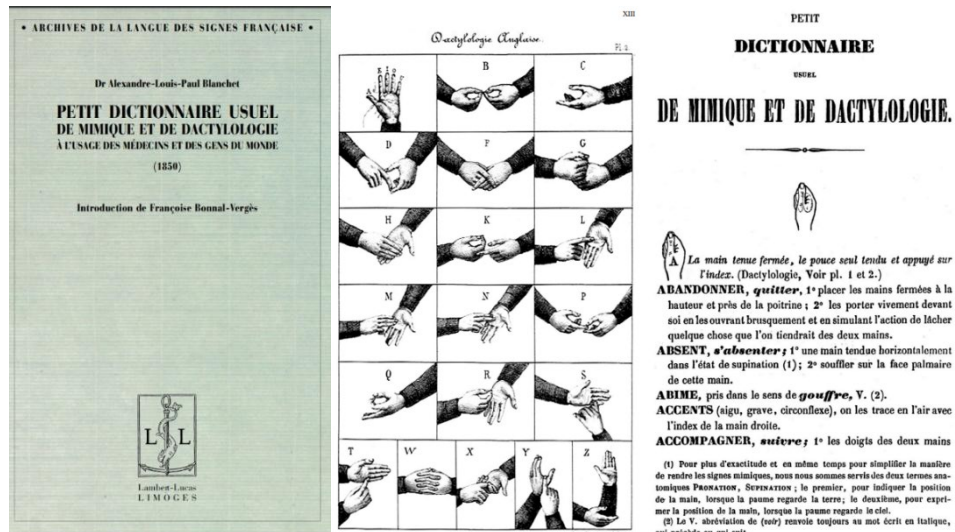 • ARCHIVES DE LA LANGUE DES SIGNES FRANÇAISE •
Dr Alexandre-Louis-Paul Blanchet
PETIT DICTIONNAIRE USUEL
DE MIMIQUE ET DE DACTYLOLOGIE
À L'USAGE DES MÉDECINS ET DES GENS DU MONDE
(1850)
Introduction de Françoise Bonnal-Vergès
L L
Lambert-Lucas
LIMOGES
XIII
Dactylologie Anglaise.
Pl. 2.
A E I O U
B
C
D
F
G
H
K
L
M
N
P
Q
R
S
T
W
X
Y
Z
PETIT
DICTIONNAIRE
USUEL
DE MIMIQUE ET DE DACTYLOLOGIE.
A La main tenue fermée, le pouce seul tendu et appuyé sur
l'index. (Dactylologie, Voir pl. 1 et 2.)
ABANDONNER, quitter, 1° placer les mains fermées à la
hauteur et près de la poitrine ; 2° les porter vivement devant
soi en les ouvrant brusquement et en simulant l'action de lâcher
quelque chose que l'on tiendrait des deux mains.
ABSENT, s'absenter; 1° une main tendue horizontalement
dans l'état de supination (1) ; 2° souffler sur la face palmaire
de cette main.
ABIME, pris dans le sens de gouffre, V. (2).
ACCENTS (aigu, grave, circonflexe), on les trace en l'air avec
l'index de la main droite.
ACCOMPAGNER, suivre; 1° les doigts des deux mains
(1) Pour plus d'exactitude et en même temps pour simplifier la manière
de rendre les signes mimiques, nous nous sommes servis des deux termes ana-
tomiques PRONATION, SUPINATION ; le premier, pour indiquer la position
de la main, lorsque la paume regarde la terre; le deuxième, pour expri-
mer la position de la main, lorsque la paume regarde le ciel.
(2) Le V. abréviation de (voir) renvoie toujours au mot écrit en italique,